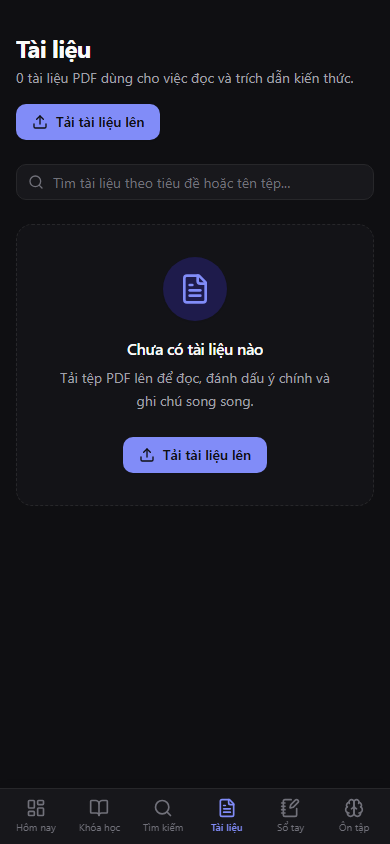 Tài liệu
0 tài liệu PDF dùng cho việc đọc và trích dẫn kiến thức.
Tải tài liệu lên
Tìm tài liệu theo tiêu đề hoặc tên tệp...
Chưa có tài liệu nào
Tải tệp PDF lên để đọc, đánh dấu ý chính và
ghi chú song song.
Tải tài liệu lên
Hôm nay
Khóa học
Tìm kiếm
Tài liệu
Sổ tay
Ôn tập